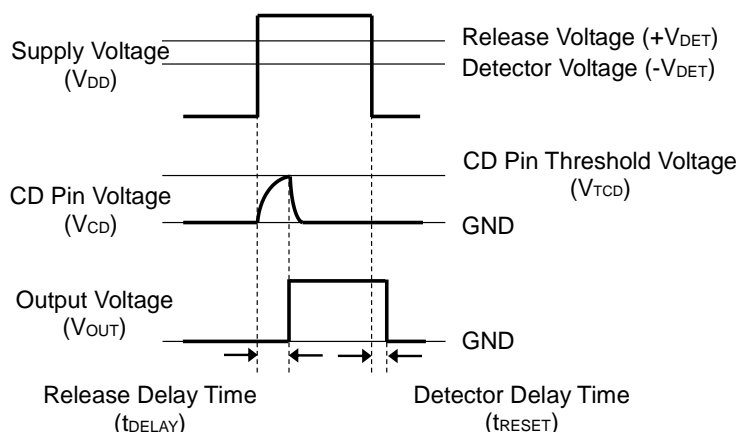 Supply Voltage
(VDD)
Release Voltage (+VDET)
Detector Voltage (-VDET)
CD Pin Voltage
(VCD)
CD Pin Threshold Voltage
(VTCD)
GND
Output Voltage
(VOUT)
GND
Release Delay Time
(tDELAY)
Detector Delay Time
(tRESET)